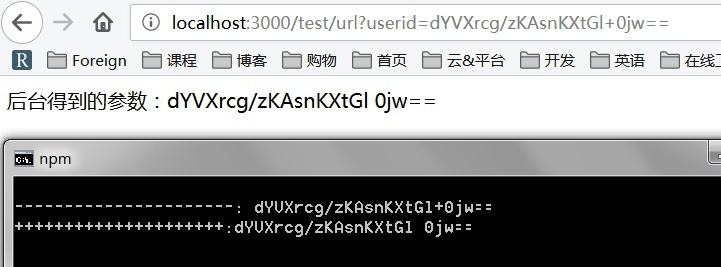 localhost:3000/test/url?userid=dYVXrcg/zKAsnKXtGl+0jw==
R Foreign 课程 博客 购物 首页 云&平台 开发 英语 在线工
后台得到的参数：dYVXrcg/zKAsnKXtGl 0jw==
npm
----------------------: dYVXrcg/zKAsnKXtGl+0jw==
+++++++++++++++++++++:dYVXrcg/zKAsnKXtGl 0jw==